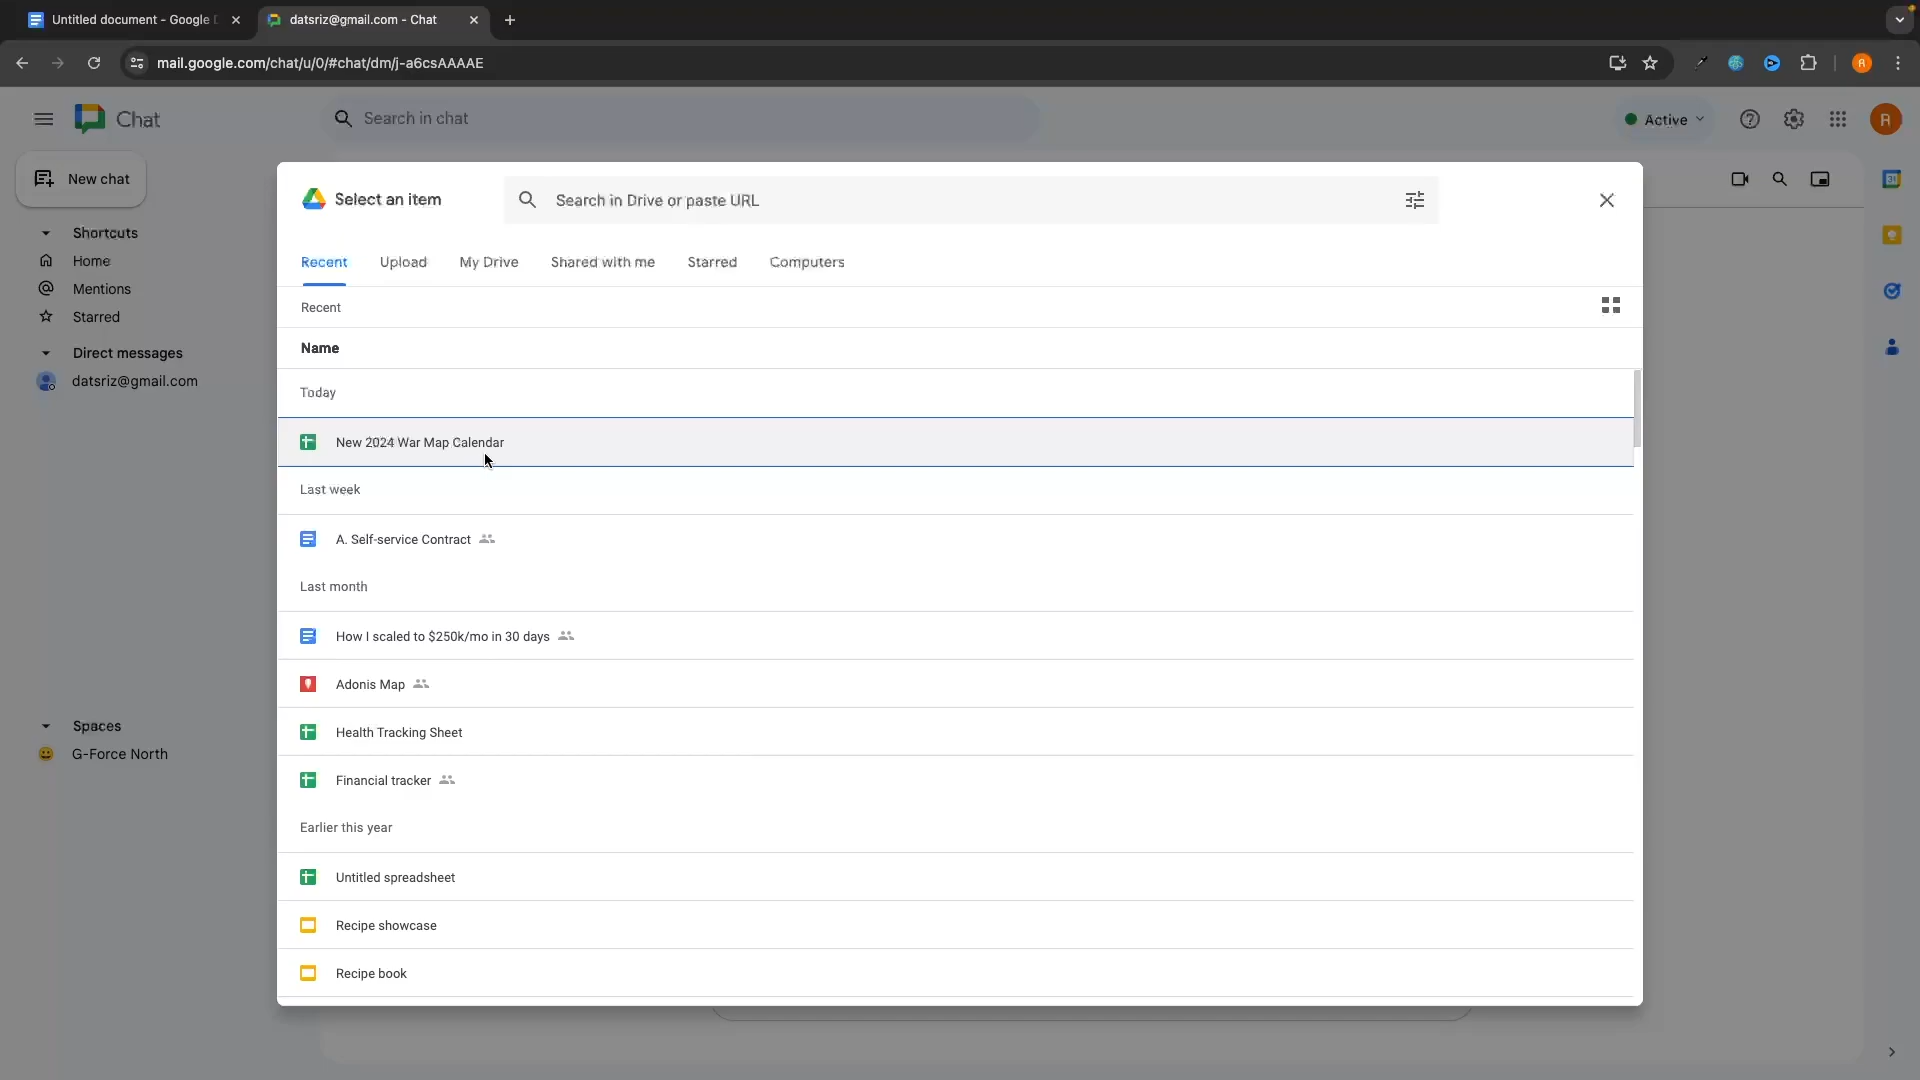 Untitled document - Google D
datsriz@gmail.com - Chat
mail.google.com/chat/u/0/#chat/dm/j-a6csAAAAE
R
Chat
Search in chat
Active
R
New chat
Shortcuts
Home
Mentions
Starred
Direct messages
datsriz@gmail.com
Spaces
G-Force North
Select an item
Search in Drive or paste URL
Recent
Upload
My Drive
Shared with me
Starred
Computers
Recent
Name
Today
New 2024 War Map Calendar
Last week
A. Self-service Contract
Last month
How I scaled to $250k/mo in 30 days
Adonis Map
Health Tracking Sheet
Financial tracker
Earlier this year
Untitled spreadsheet
Recipe showcase
Recipe book
31